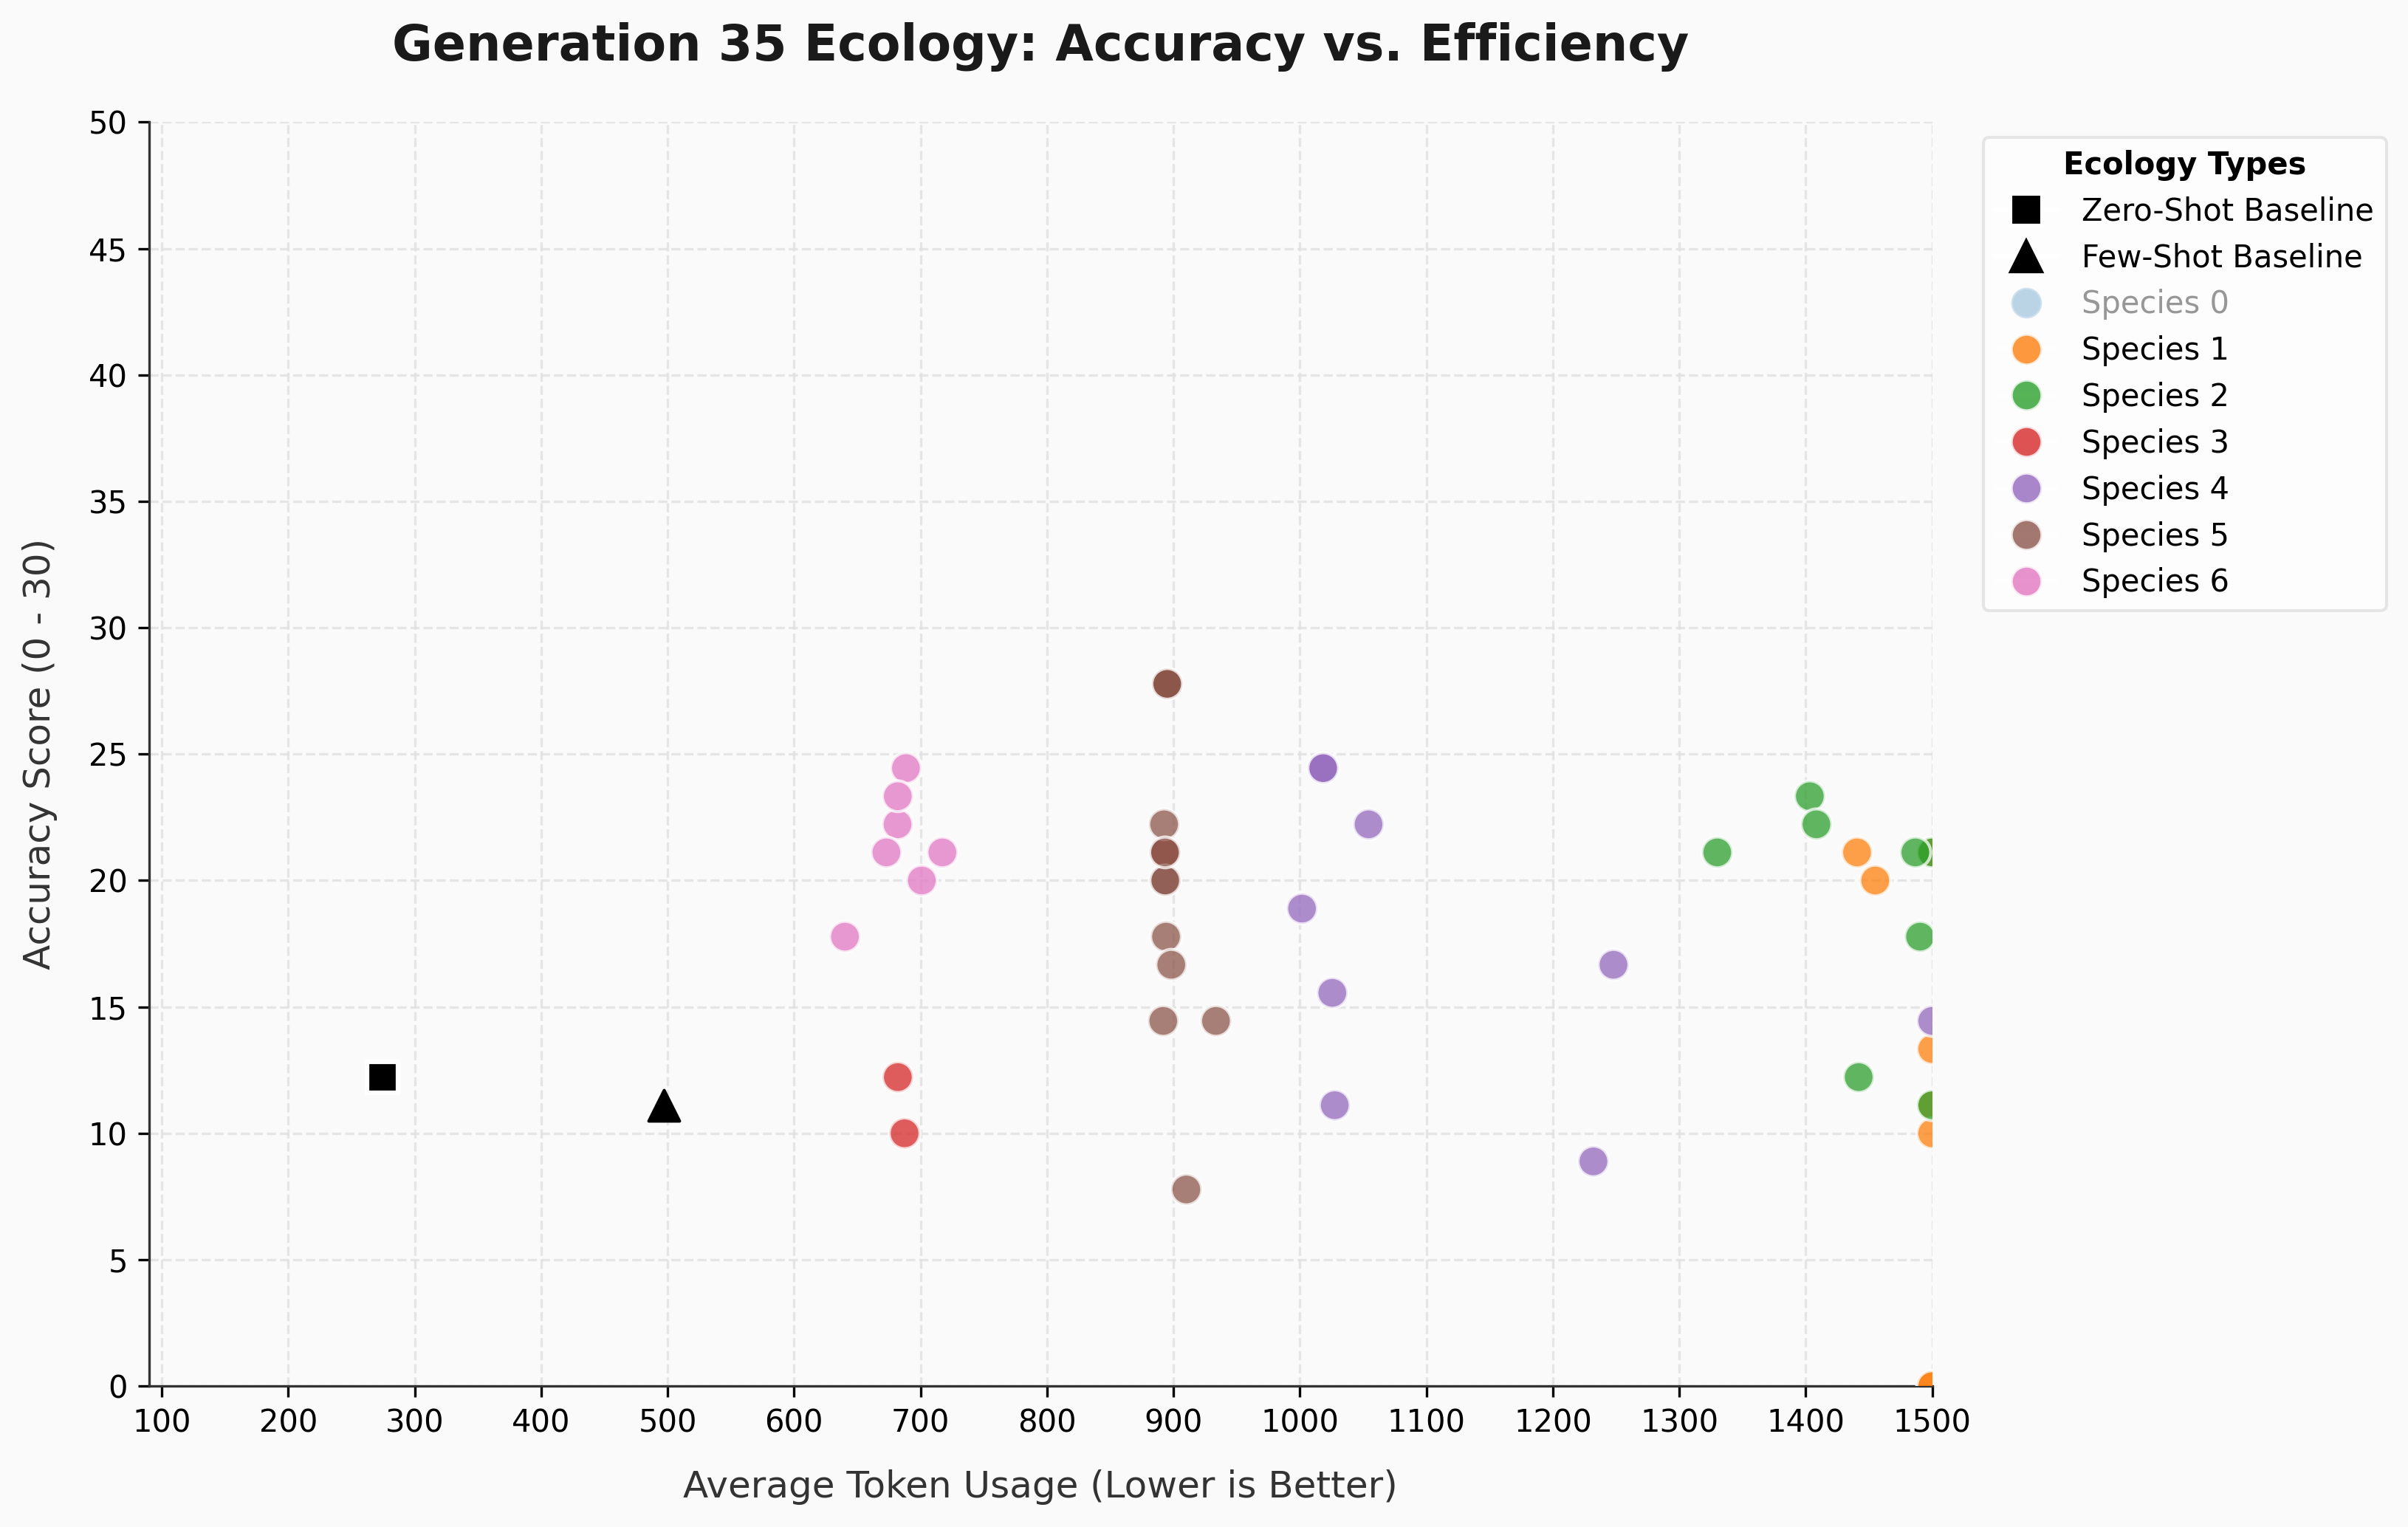 Generation 35 Ecology: Accuracy vs. Efficiency
50
45
40
35
30
25
20
15
10
5
0
Accuracy Score (0 - 30)
100 200 300 400 500 600 700 800 900 1000 1100 1200 1300 1400 1500
Average Token Usage (Lower is Better)
Ecology Types
Zero-Shot Baseline
Few-Shot Baseline
Species 0
Species 1
Species 2
Species 3
Species 4
Species 5
Species 6